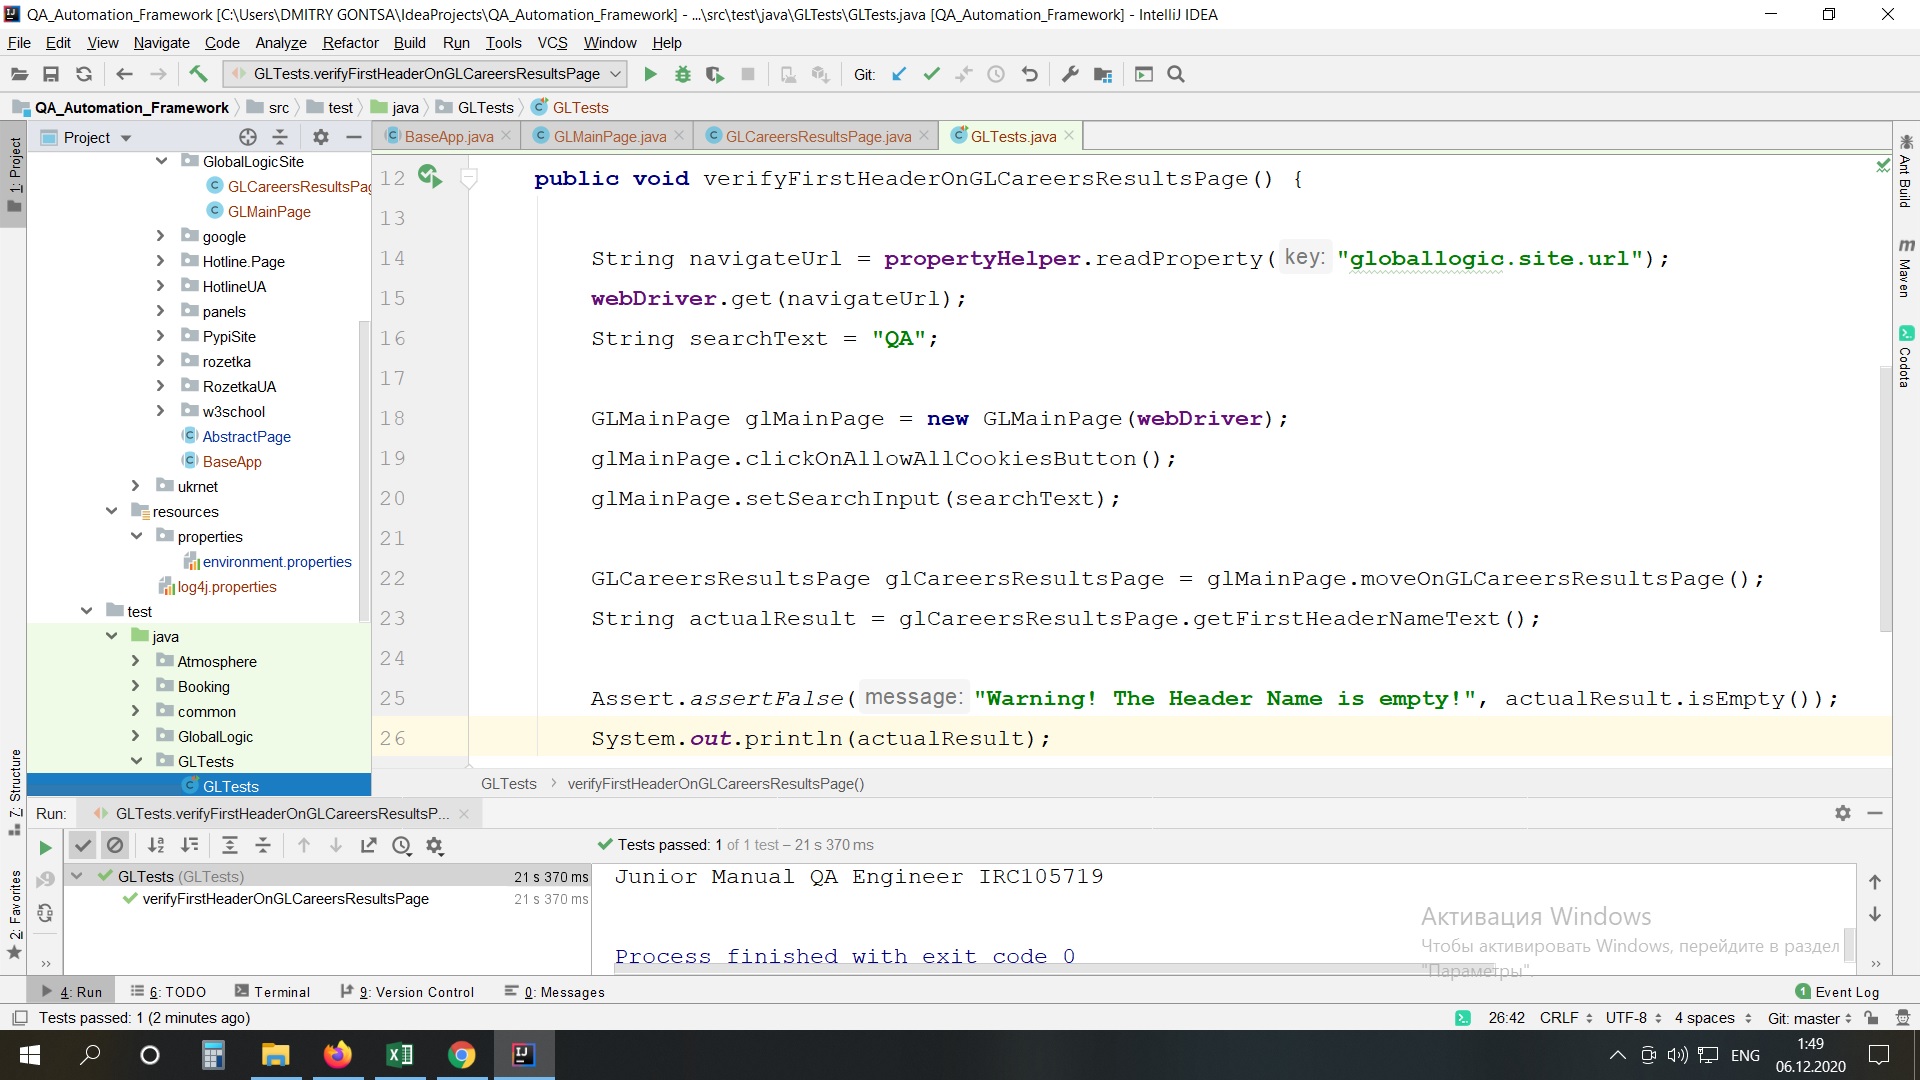 QA_Automation_Framework [C:\Users\DMITRY GONTSA\IdeaProjects\QA_Automation_Framework] - ...\src\test\java\GLTests\GLTests.java [QA_Automation_Framework] - IntelliJ IDEA
File Edit View Navigate Code Analyze Refactor Build Run Tools VCS Window Help
GLTests.verifyFirstHeaderOnGLCareersResultsPage Git:
QA_Automation_Framework src test java GLTests GLTests
Project BaseApp.java GLMainPage.java GLCareersResultsPage.java GLTests.java
1: Project
7: Structure
2: Favorites
GlobalLogicSite
GLCareersResultsPag
GLMainPage
google
Hotline.Page
HotlineUA
panels
PypiSite
rozetka
RozetkaUA
w3school
AbstractPage
BaseApp
ukrnet
resources
properties
environment.properties
log4j.properties
test
java
Atmosphere
Booking
common
GlobalLogic
GLTests
GLTests
12 public void verifyFirstHeaderOnGLCareersResultsPage() {
13
14 String navigateUrl = propertyHelper.readProperty( key: "globallogic.site.url");
15 webDriver.get(navigateUrl);
16 String searchText = "QA";
17
18 GLMainPage glMainPage = new GLMainPage(webDriver);
19 glMainPage.clickOnAllowAllCookiesButton();
20 glMainPage.setSearchInput(searchText);
21
22 GLCareersResultsPage glCareersResultsPage = glMainPage.moveOnGLCareersResultsPage();
23 String actualResult = glCareersResultsPage.getFirstHeaderNameText();
24
25 Assert.assertFalse( message: "Warning! The Header Name is empty!", actualResult.isEmpty());
26 System.out.println(actualResult);
GLTests verifyFirstHeaderOnGLCareersResultsPage()
Ant Build
m Maven
Codota
Run: GLTests.verifyFirstHeaderOnGLCareersResultsP...
Tests passed: 1 of 1 test – 21 s 370 ms
GLTests (GLTests) 21 s 370 ms
verifyFirstHeaderOnGLCareersResultsPage 21 s 370 ms
Junior Manual QA Engineer IRC105719
Process finished with exit code 0
Активация Windows
Чтобы активировать Windows, перейдите в раздел
"Параметры".
4: Run 6: TODO Terminal 9: Version Control 0: Messages 1 Event Log
Tests passed: 1 (2 minutes ago) 26:42 CRLF UTF-8 4 spaces Git: master
ENG
1:49
06.12.2020